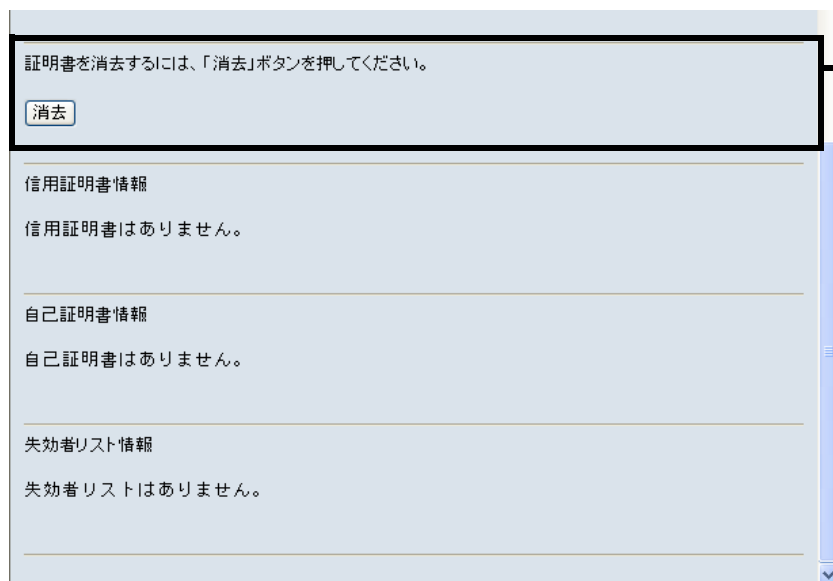 証明書を消去するには、「消去」ボタンを押してください。
消去
信用証明書情報
信用証明書はありません。
自己証明書情報
自己証明書はありません。
失効者リスト情報
失効者リストはありません。